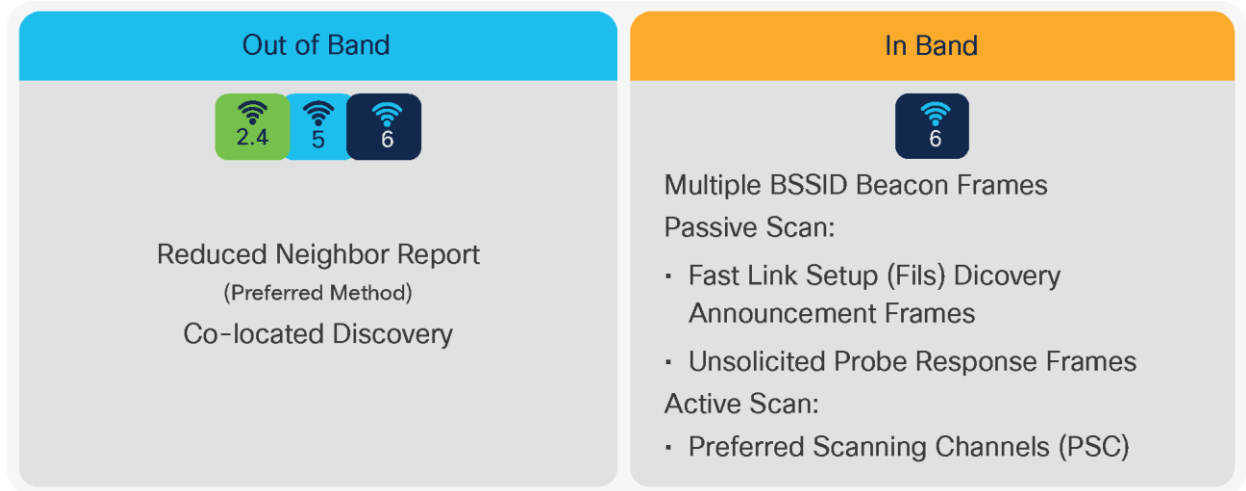 Out of Band
2.4
5
6
Reduced Neighbor Report
(Preferred Method)
Co-located Discovery
In Band
6
Multiple BSSID Beacon Frames
Passive Scan:
· Fast Link Setup (Fils) Dicovery
Announcement Frames
· Unsolicited Probe Response Frames
Active Scan:
· Preferred Scanning Channels (PSC)